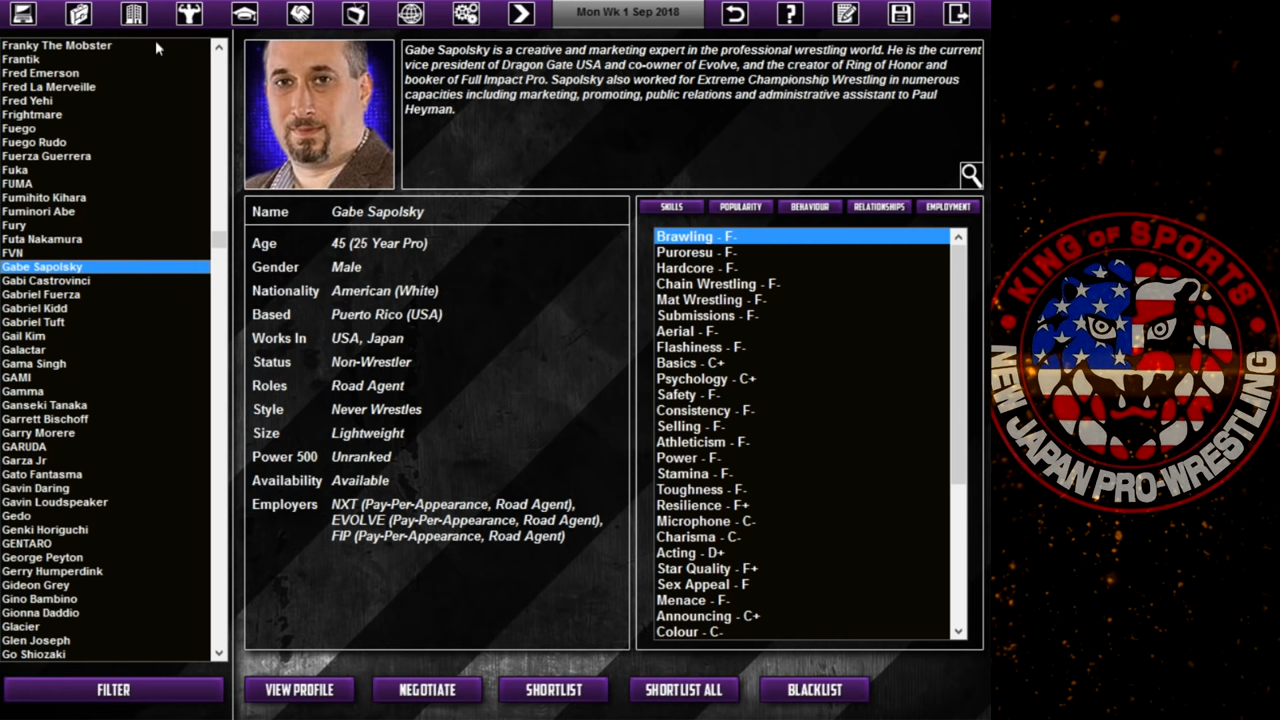 Mon Wk 1 Sep 2018
Franky The Mobster
Frantik
Fred Emerson
Fred La Merveille
Fred Yehi
Frightmare
Fuego
Fuego Rudo
Fuerza Guerrera
Fuka
FUMA
Fumihito Kihara
Fuminori Abe
Fury
Futa Nakamura
FVN
Gabe Sapolsky
Gabi Castrovinci
Gabriel Fuerza
Gabriel Kidd
Gabriel Tuft
Gail Kim
Galactar
Gama Singh
GAMI
Gamma
Ganseki Tanaka
Garrett Bischoff
Garry Morere
GARUDA
Garza Jr
Gato Fantasma
Gavin Daring
Gavin Loudspeaker
Gedo
Genki Horiguchi
GENTARO
George Peyton
Gerry Humperdink
Gideon Grey
Gino Bambino
Gionna Daddio
Glacier
Glen Joseph
Go Shiozaki
FILTER
Gabe Sapolsky is a creative and marketing expert in the professional wrestling world. He is the current
vice president of Dragon Gate USA and co-owner of Evolve, and the creator of Ring of Honor and
booker of Full Impact Pro. Sapolsky also worked for Extreme Championship Wrestling in numerous
capacities including marketing, promoting, public relations and administrative assistant to Paul
Heyman.
Name Gabe Sapolsky
Age 45 (25 Year Pro)
Gender Male
Nationality American (White)
Based Puerto Rico (USA)
Works In USA, Japan
Status Non-Wrestler
Roles Road Agent
Style Never Wrestles
Size Lightweight
Power 500 Unranked
Availability Available
Employers NXT (Pay-Per-Appearance, Road Agent),
EVOLVE (Pay-Per-Appearance, Road Agent),
FIP (Pay-Per-Appearance, Road Agent)
SKILLS POPULARITY BEHAVIOUR RELATIONSHIPS EMPLOYMENT
Brawling - F-
Puroresu - F-
Hardcore - F-
Chain Wrestling - F-
Mat Wrestling - F-
Submissions - F-
Aerial - F-
Flashiness - F-
Basics - C+
Psychology - C+
Safety - F-
Consistency - F-
Selling - F-
Athleticism - F-
Power - F-
Stamina - F-
Toughness - F-
Resilience - F+
Microphone - C-
Charisma - C-
Acting - D+
Star Quality - F+
Sex Appeal - F
Menace - F-
Announcing - C+
Colour - C-
VIEW PROFILE NEGOTIATE SHORTLIST SHORTLIST ALL BLACKLIST
KING OF SPORTS
NEW JAPAN PRO-WRESTLING